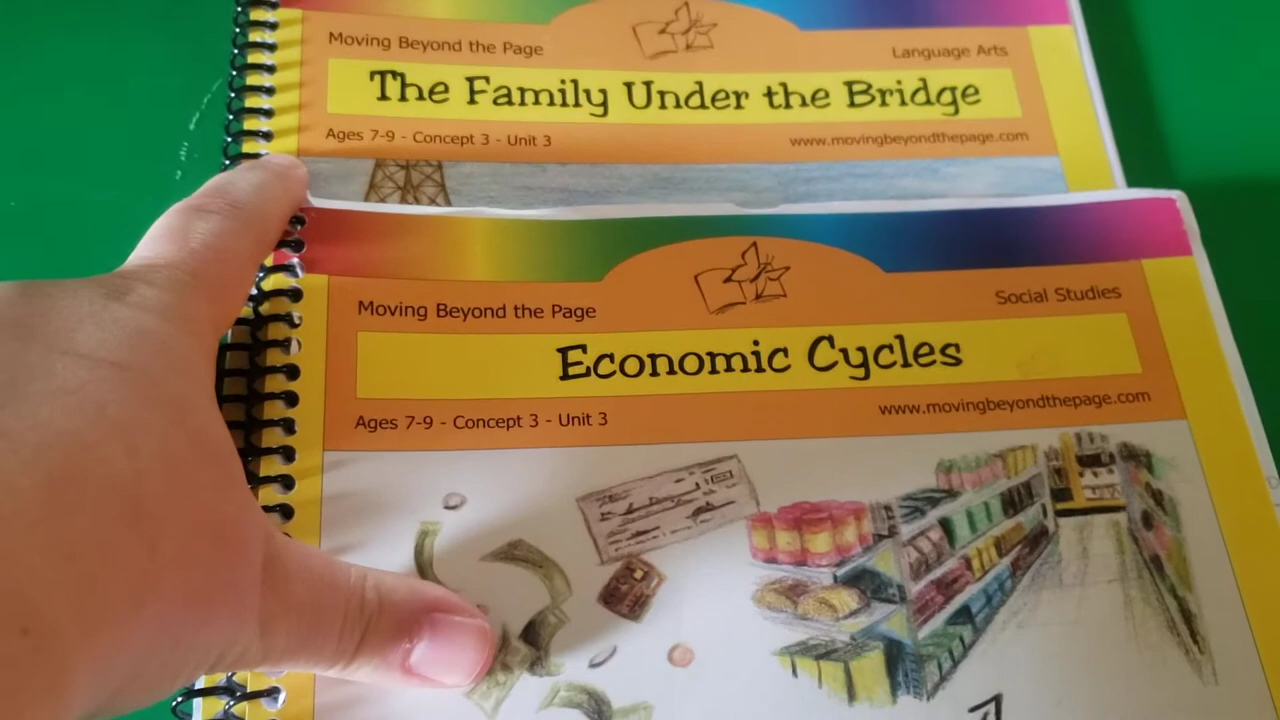 Moving Beyond the Page
Language Arts
The Family Under the Bridge
Ages 7-9 - Concept 3 - Unit 3
www.movingbeyondthepage.com
Moving Beyond the Page
Social Studies
Economic Cycles
Ages 7-9 - Concept 3 - Unit 3
www.movingbeyondthepage.com